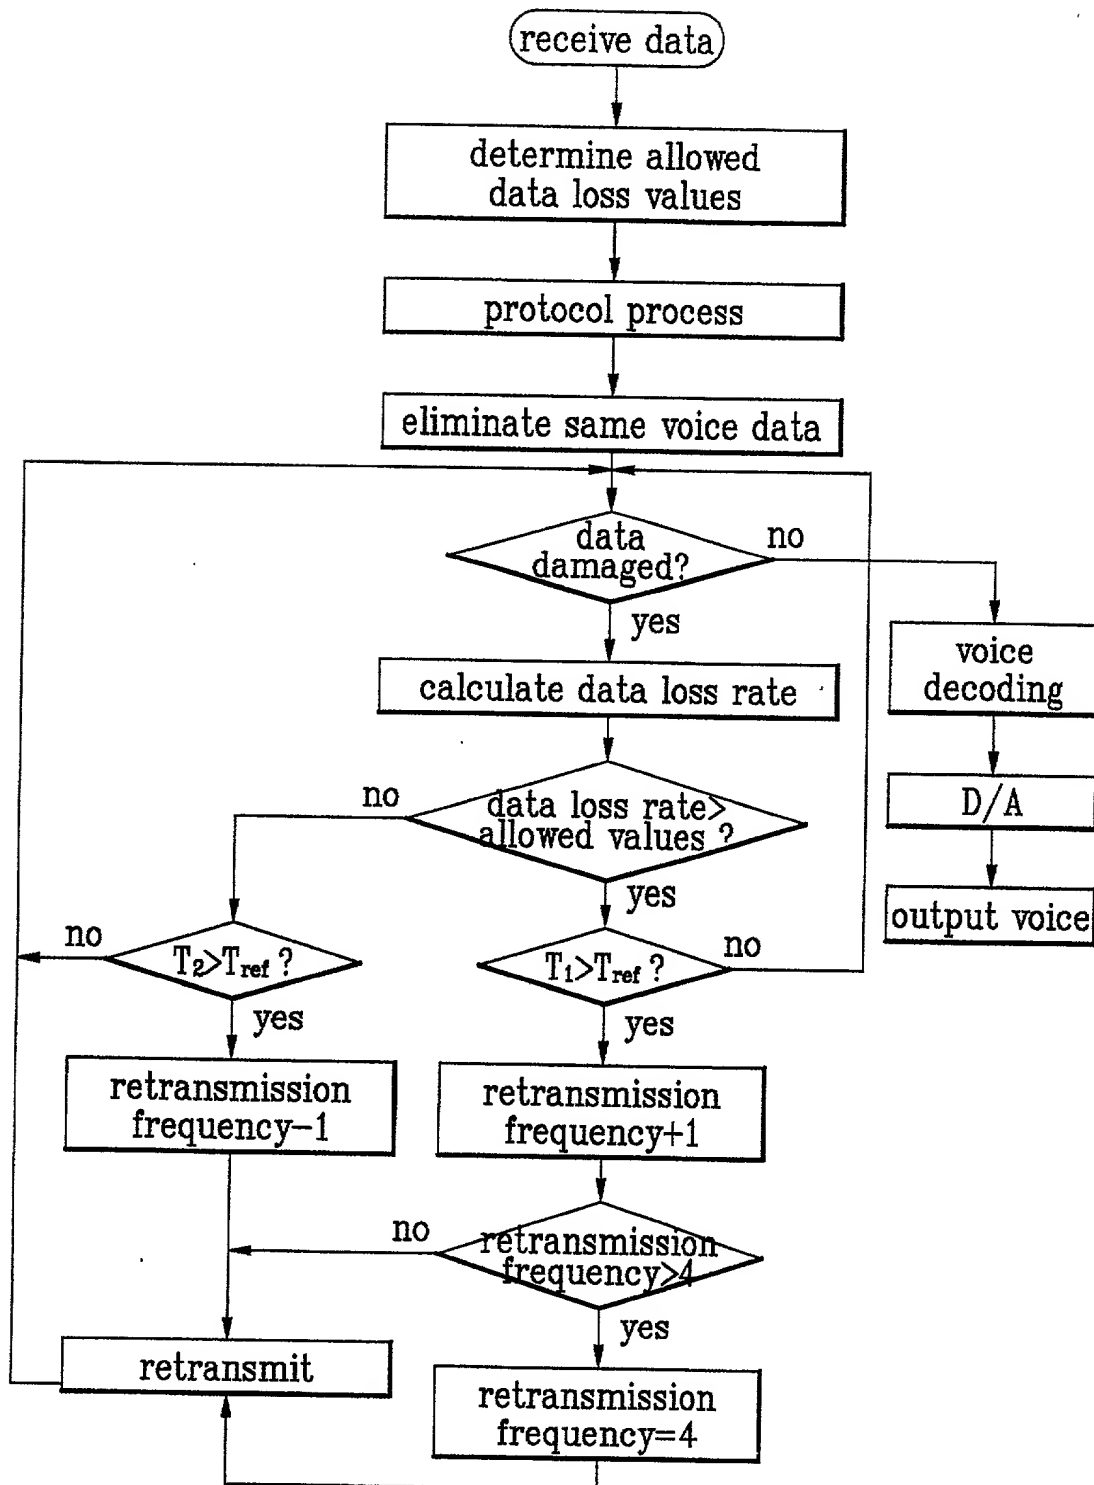 receive data
determine allowed
data loss values
protocol process
eliminate same voice data
data
damaged?
no
yes
voice
decoding
calculate data loss rate
D/A
no
data loss rate>
allowed values ?
yes
output voice
no
T2>Tref ?
yes
T1>Tref ?
no
yes
retransmission
frequency−1
retransmission
frequency+1
no
retransmission
frequency>4
yes
retransmit
retransmission
frequency=4